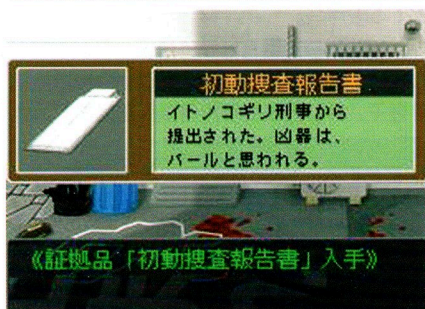 初動捜査報告書
イトノコギリ刑事から
提出された。凶器は、
バールと思われる。
《証拠品「初動捜査報告書」入手》